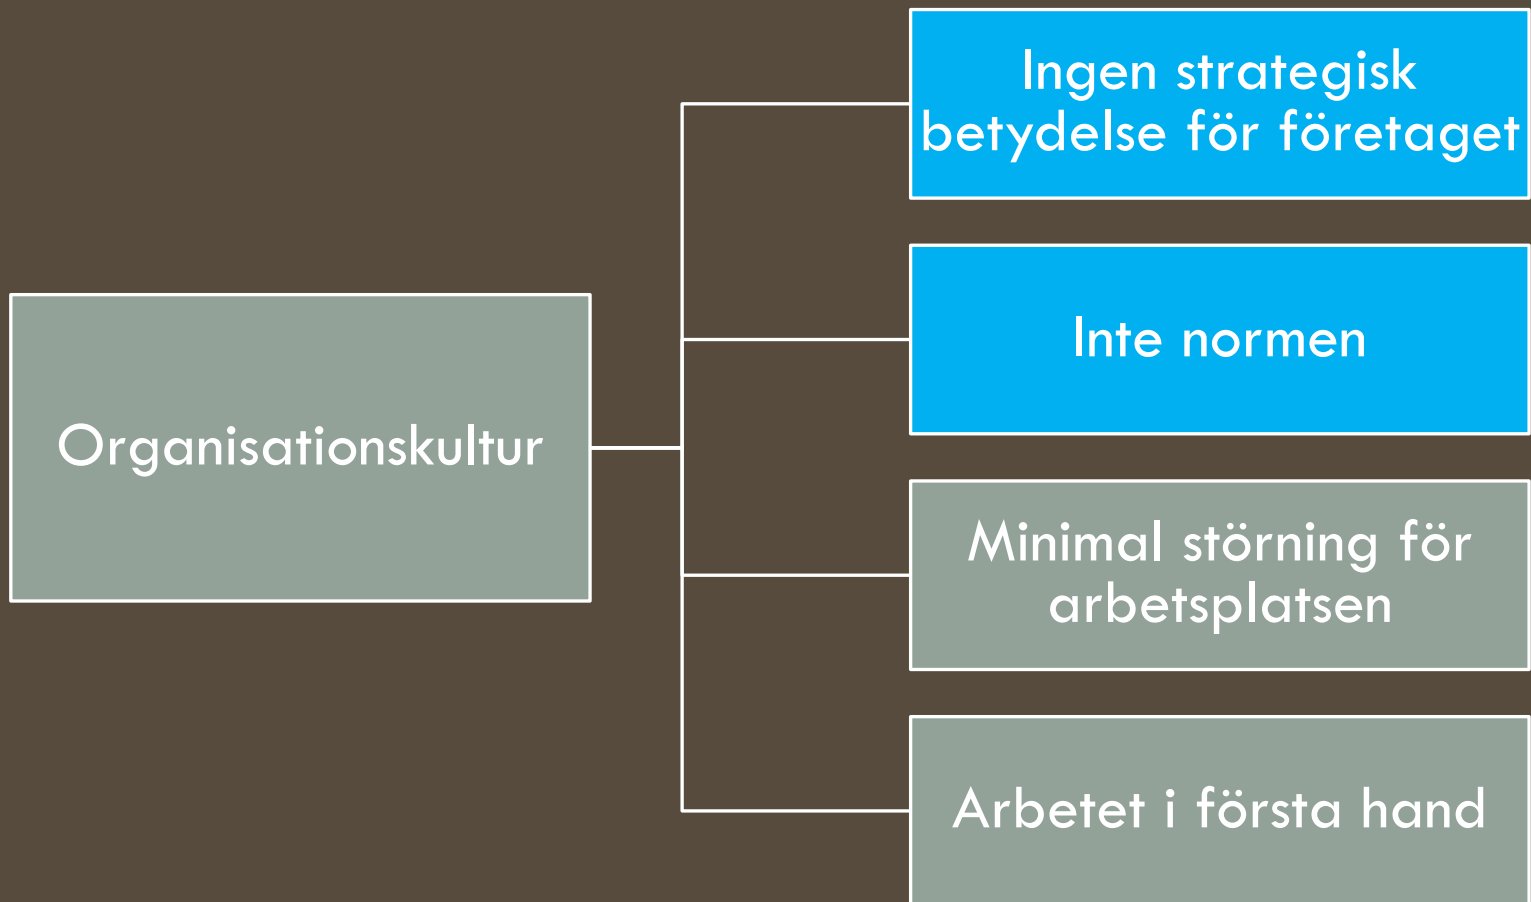 Ingen strategisk
betydelse för företaget
Inte normen
Organisationskultur
Minimal störning för
arbetsplatsen
Arbetet i första hand